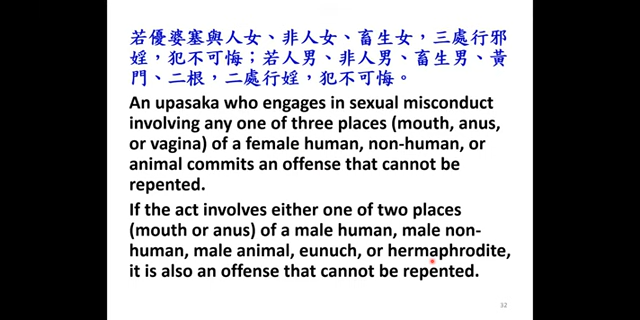 若優婆塞與人女、非人女、畜生女，三處行邪
婬，犯不可悔；若人男、非人男、畜生男、黃
門、二根，二處行婬，犯不可悔。
An upasaka who engages in sexual misconduct
involving any one of three places (mouth, anus,
or vagina) of a female human, non-human, or
animal commits an offense that cannot be
repented.
If the act involves either one of two places
(mouth or anus) of a male human, male non-
human, male animal, eunuch, or hermaphrodite,
it is also an offense that cannot be repented.
32